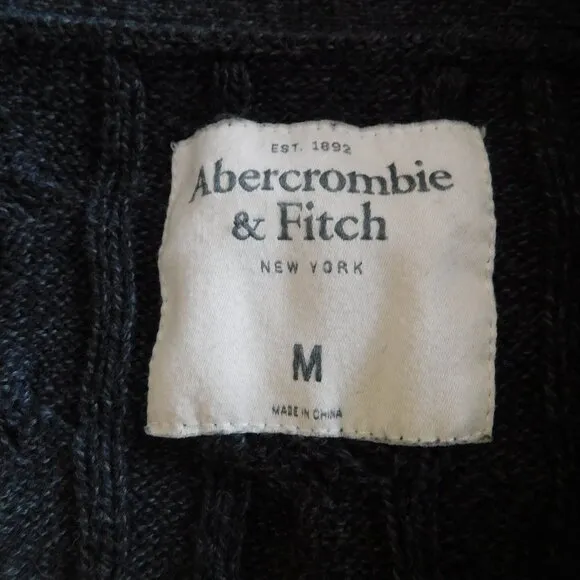 EST. 1892
Abercrombie
& Fitch
NEW YORK
M
MADE IN CHINA